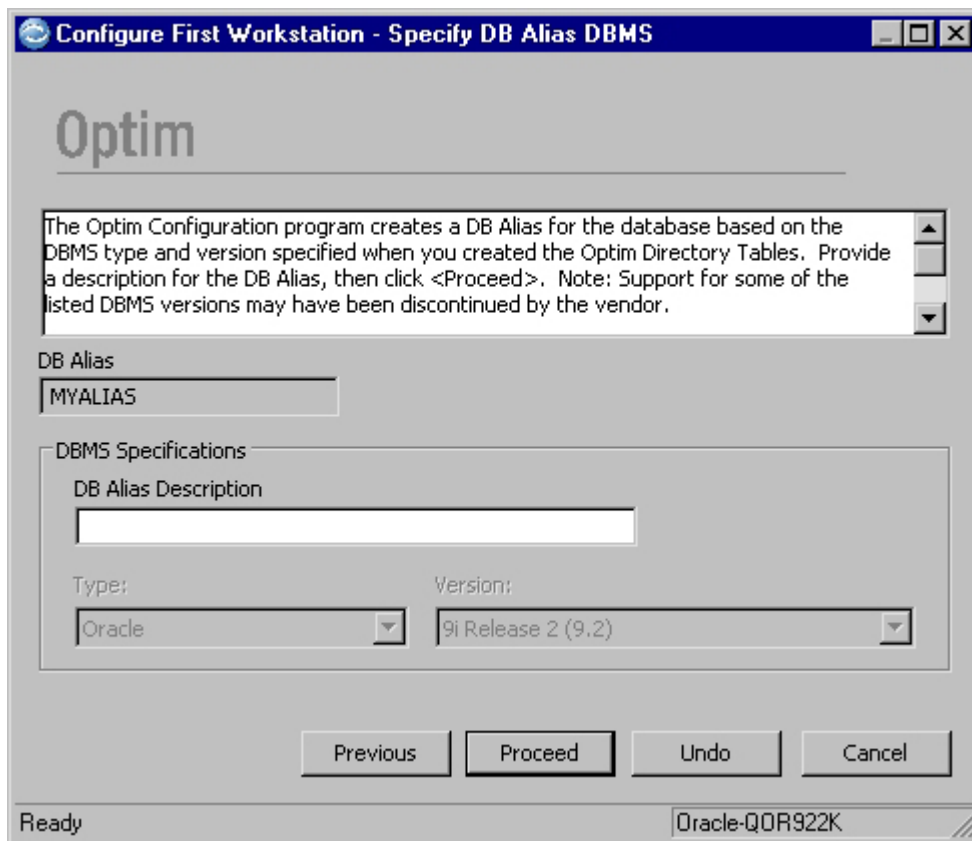 Configure First Workstation - Specify DB Alias DBMS
Optim
The Optim Configuration program creates a DB Alias for the database based on the
DBMS type and version specified when you created the Optim Directory Tables.  Provide
a description for the DB Alias, then click <Proceed>.  Note: Support for some of the
listed DBMS versions may have been discontinued by the vendor.
DB Alias
MYALIAS
DBMS Specifications
DB Alias Description
Type: Version:
Oracle 9i Release 2 (9.2)
Previous Proceed Undo Cancel
Ready Oracle-QOR922K